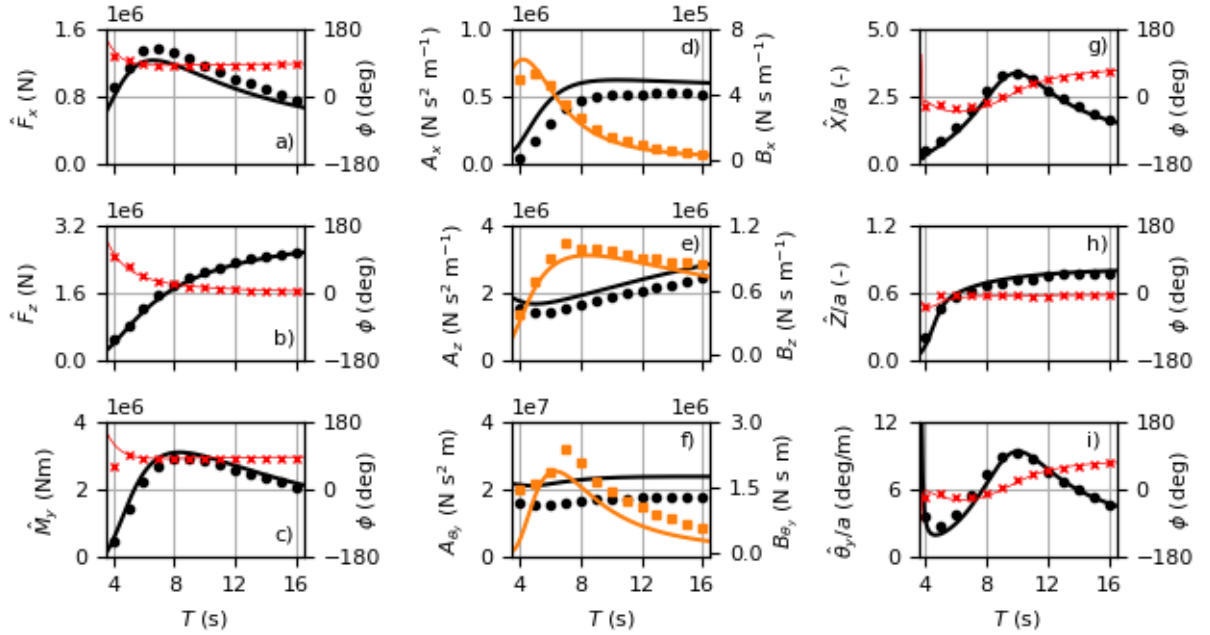 1e6
1.6
0.8
0.0
F̂x (N)
180
0
−180
ϕ (deg)
a)
1e6
1e5
1.0
0.5
0.0
Ax (N s² m⁻¹)
8
4
0
Bx (N s m⁻¹)
d)
5.0
2.5
0.0
X̂/a (-)
180
0
−180
ϕ (deg)
g)
1e6
3.2
1.6
0.0
F̂z (N)
180
0
−180
ϕ (deg)
b)
1e6
1e6
4
2
0
Az (N s² m⁻¹)
1.2
0.6
0.0
Bz (N s m⁻¹)
e)
1.2
0.6
0.0
Ẑ/a (-)
180
0
−180
ϕ (deg)
h)
1e6
4
2
0
M̂y (Nm)
180
0
−180
ϕ (deg)
c)
4 8 12 16
T (s)
1e7
1e6
4
2
0
Aθy (N s² m)
3.0
1.5
0.0
Bθy (N s m)
f)
4 8 12 16
T (s)
12
6
0
θ̂y/a (deg/m)
180
0
−180
ϕ (deg)
i)
4 8 12 16
T (s)